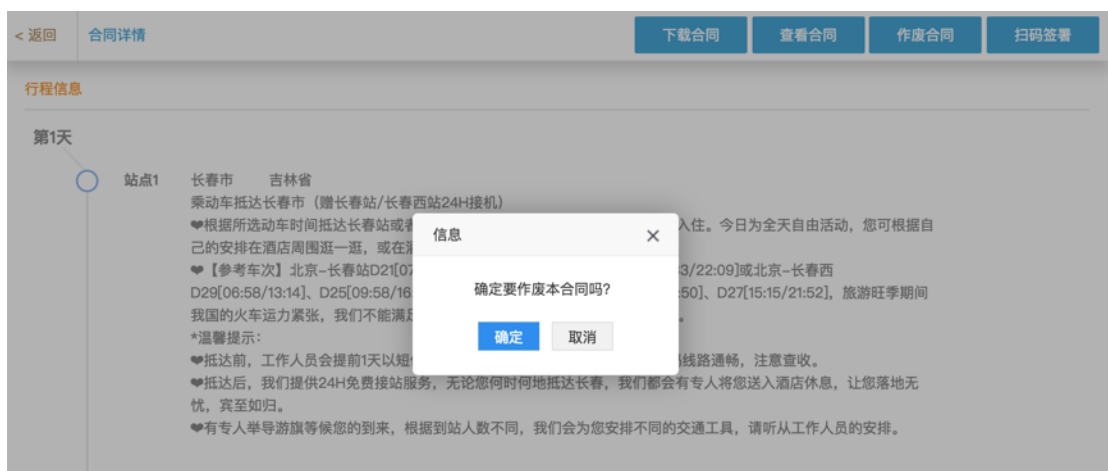 < 返回 合同详情 下载合同 查看合同 作废合同 扫码签署
行程信息
第1天
站点1 长春市 吉林省
乘动车抵达长春市（赠长春站/长春西站24H接机）
❤根据所选动车时间抵达长春站或 入住。今日为全天自由活动，您可根据自
己的安排在酒店周围逛一逛，或在
❤【参考车次】北京-长春站D21[07 3/22:09]或北京-长春西
D29[06:58/13:14]、D25[09:58/16 :50]、D27[15:15/21:52]，旅游旺季期间
我国的火车运力紧张，我们不能满足
*温馨提示：
❤抵达前，工作人员会提前1天以短 线路通畅，注意查收。
❤抵达后，我们提供24H免费接站服务，无论您何时何地抵达长春，我们都会有专人将您送入酒店休息，让您落地无
忧，宾至如归。
❤有专人举导游旗等候您的到来，根据到站人数不同，我们会为您安排不同的交通工具，请听从工作人员的安排。
信息 ×
确定要作废本合同吗?
确定 取消